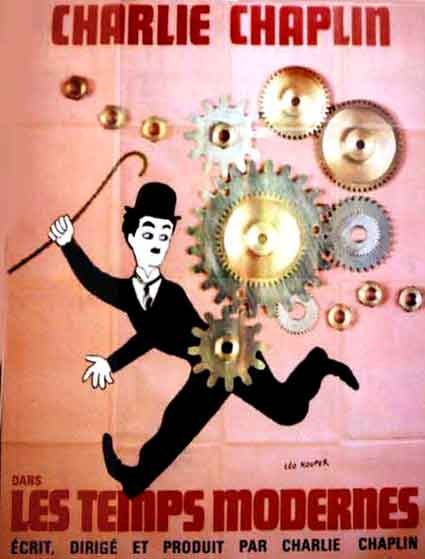 CHARLIE CHAPLIN
LÉO KOUPER
DANS
LES TEMPS MODERNES
ÉCRIT, DIRIGÉ ET PRODUIT PAR CHARLIE CHAPLIN